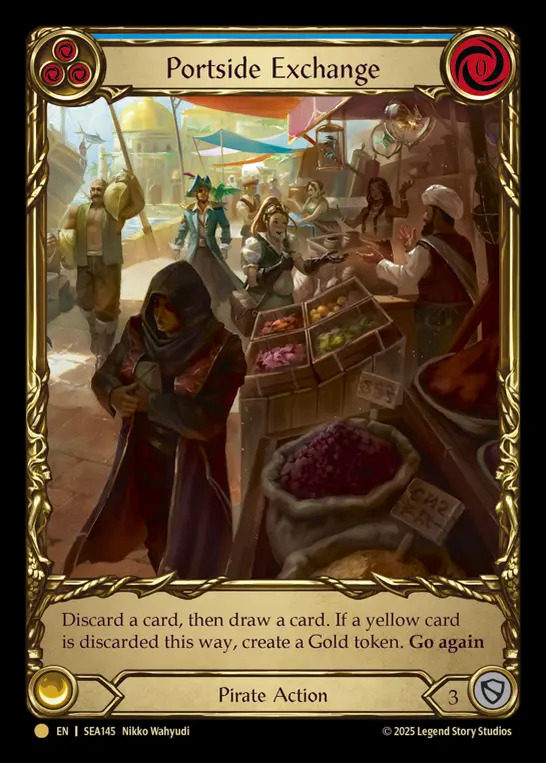 Portside Exchange
0
Discard a card, then draw a card. If a yellow card
is discarded this way, create a Gold token. Go again
Pirate Action
3
EN | SEA145 Nikko Wahyudi
© 2025 Legend Story Studios